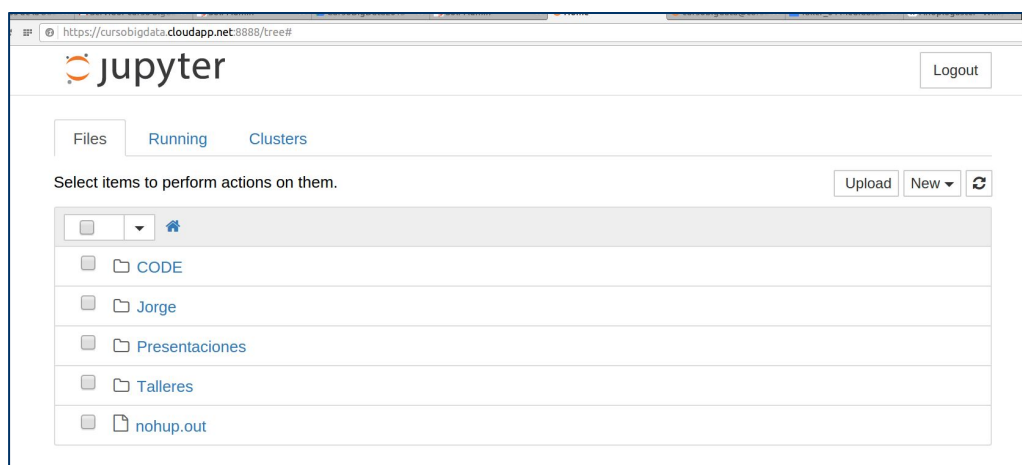 https://cursobigdata.cloudapp.net:8888/tree#
jupyter
Logout
Files Running Clusters
Select items to perform actions on them.
Upload New
CODE
Jorge
Presentaciones
Talleres
nohup.out